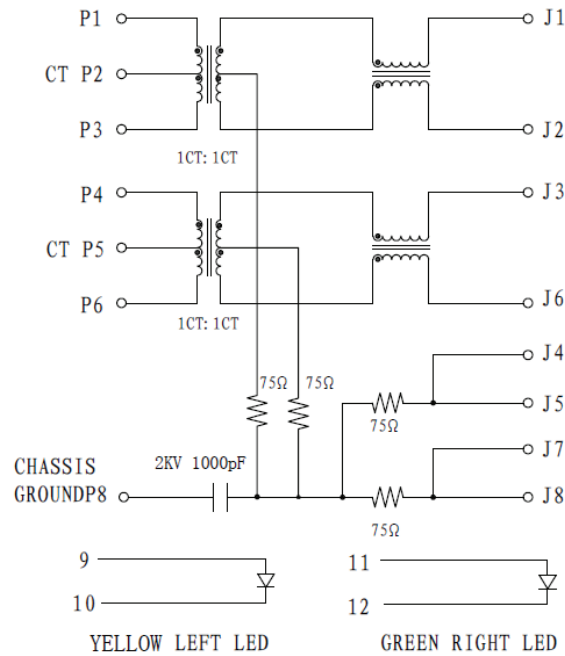 P1
J1
CT P2
P3
J2
1CT: 1CT
P4
J3
CT P5
P6
J6
1CT: 1CT
J4
75Ω
75Ω
J5
75Ω
J7
2KV 1000pF
CHASSIS
GROUNDP8
J8
75Ω
9
11
10
12
YELLOW LEFT LED
GREEN RIGHT LED